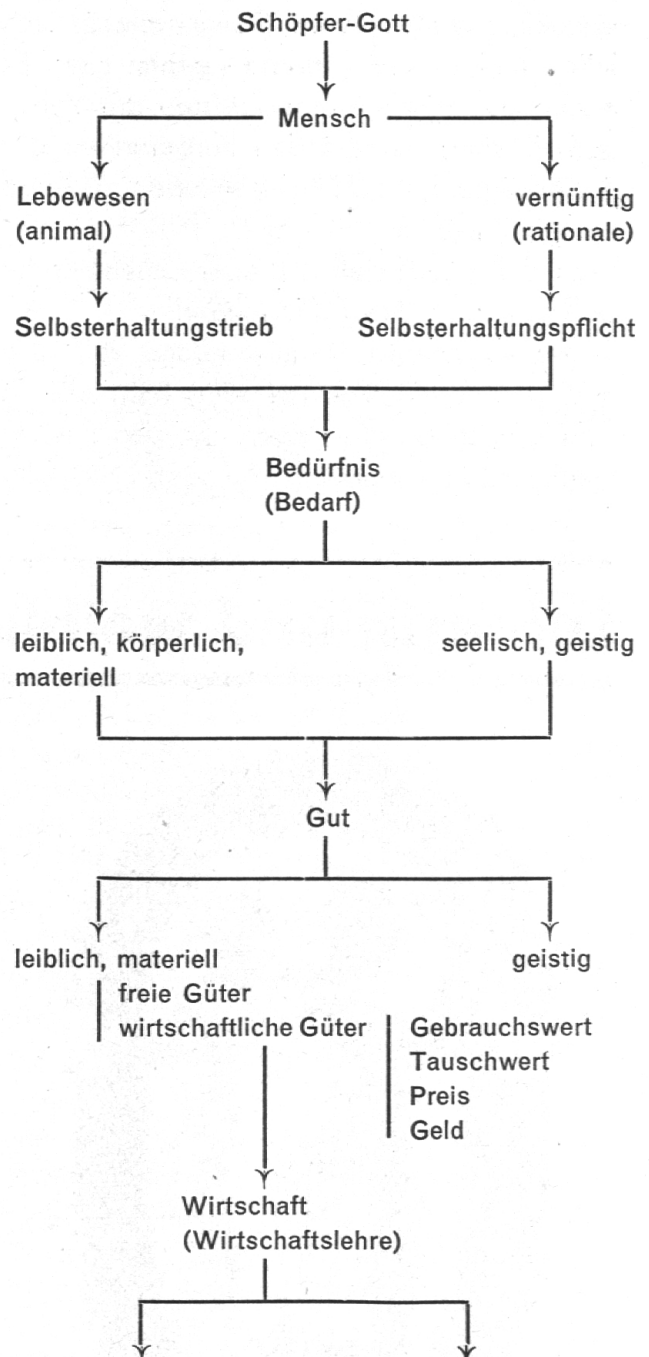 Schöpfer-Gott
Mensch
Lebewesen
(animal)
vernünftig
(rationale)
Selbsterhaltungstrieb
Selbsterhaltungspflicht
Bedürfnis
(Bedarf)
leiblich, körperlich,
materiell
seelisch, geistig
Gut
leiblich, materiell
freie Güter
wirtschaftliche Güter
geistig
Gebrauchswert
Tauschwert
Preis
Geld
Wirtschaft
(Wirtschaftslehre)